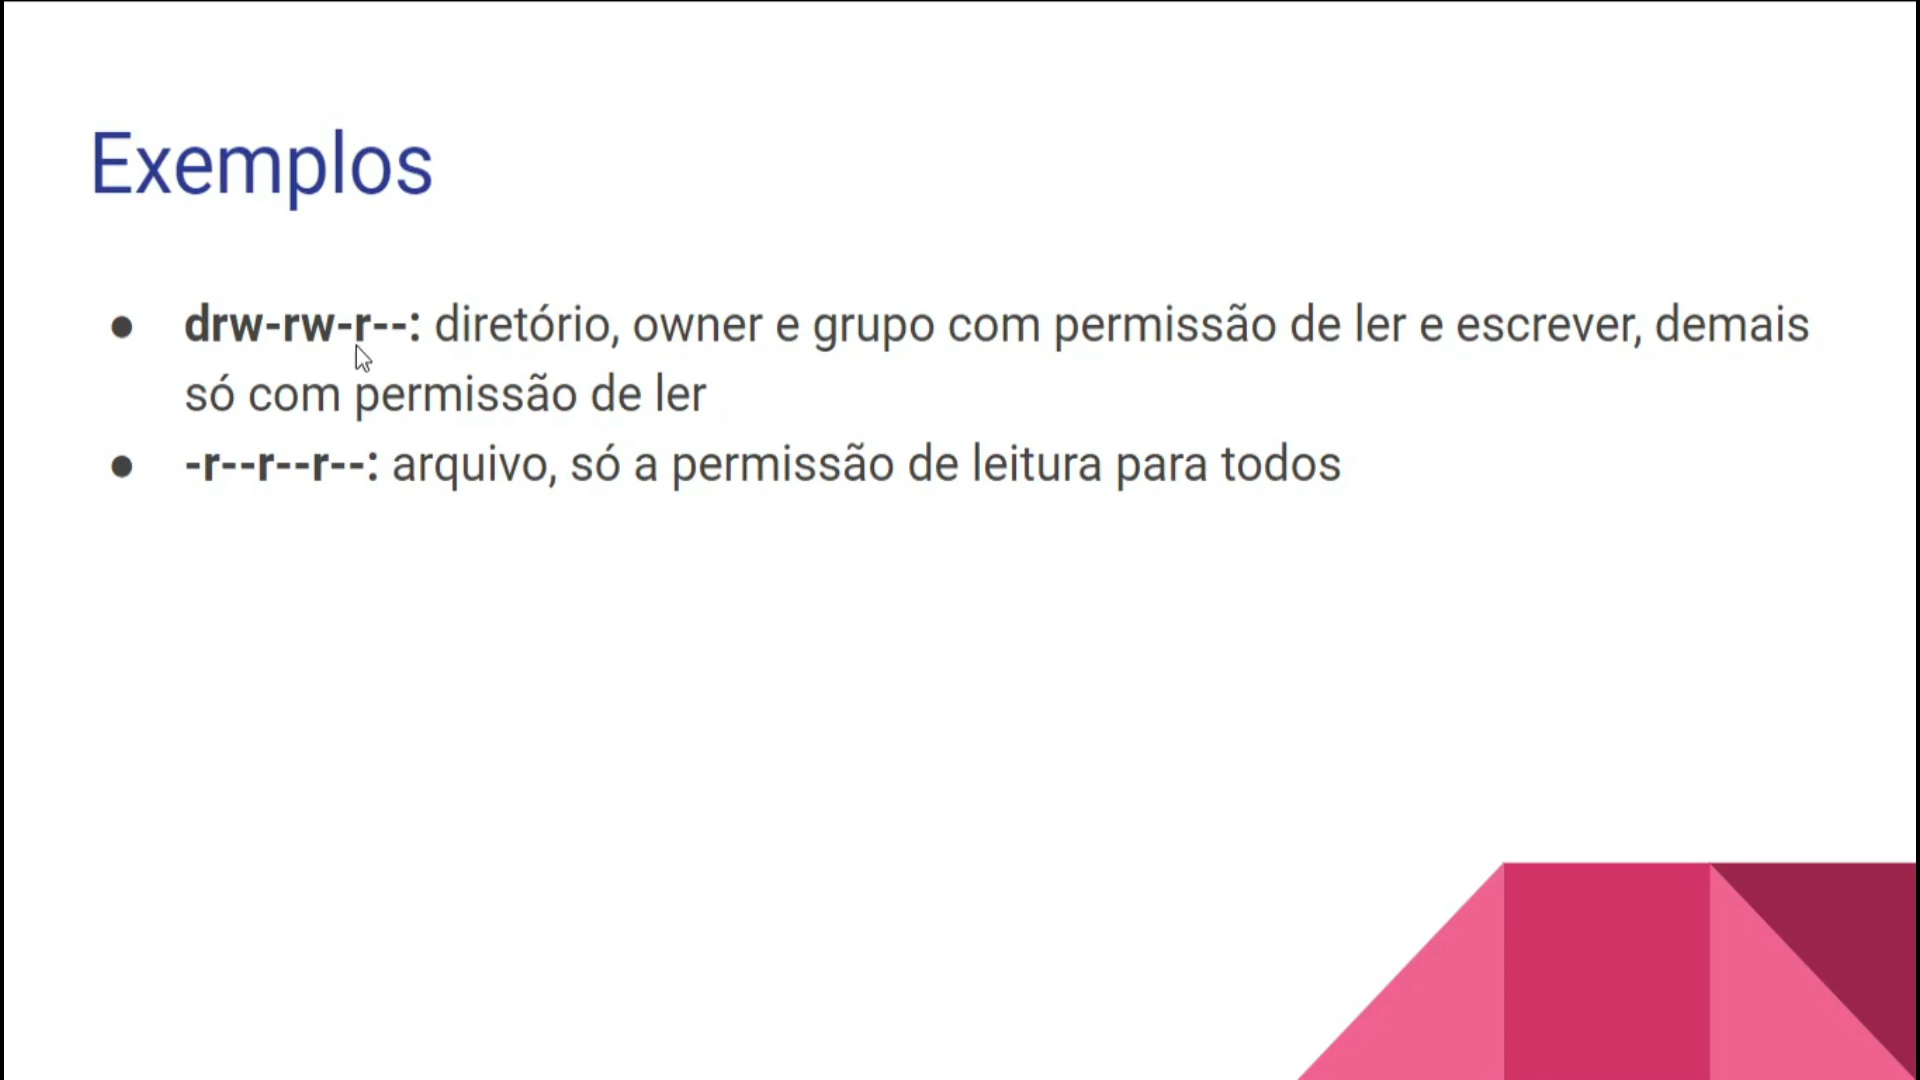 Exemplos
● drw-rw-r--: diretório, owner e grupo com permissão de ler e escrever, demais
só com permissão de ler
● -r--r--r--: arquivo, só a permissão de leitura para todos